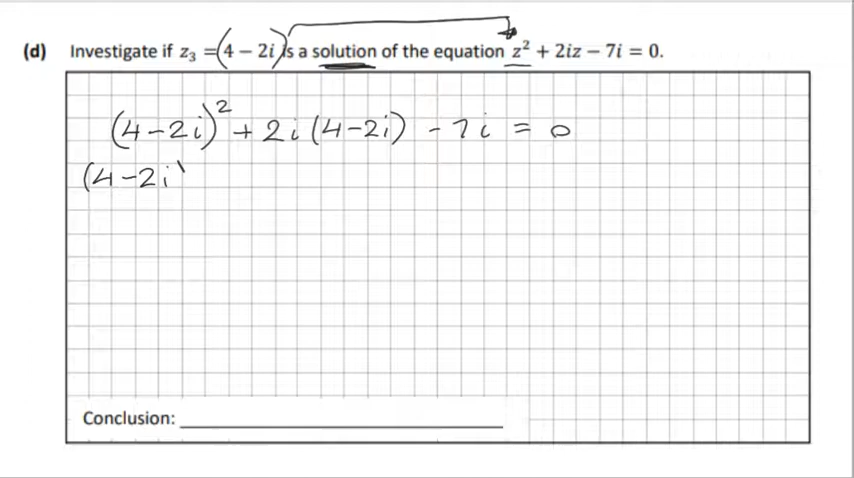 (d) Investigate if z₃ = (4 − 2i) is a solution of the equation z² + 2iz − 7i = 0.
(4-2i)² + 2i(4-2i) - 7i = 0
(4-2i)
Conclusion: